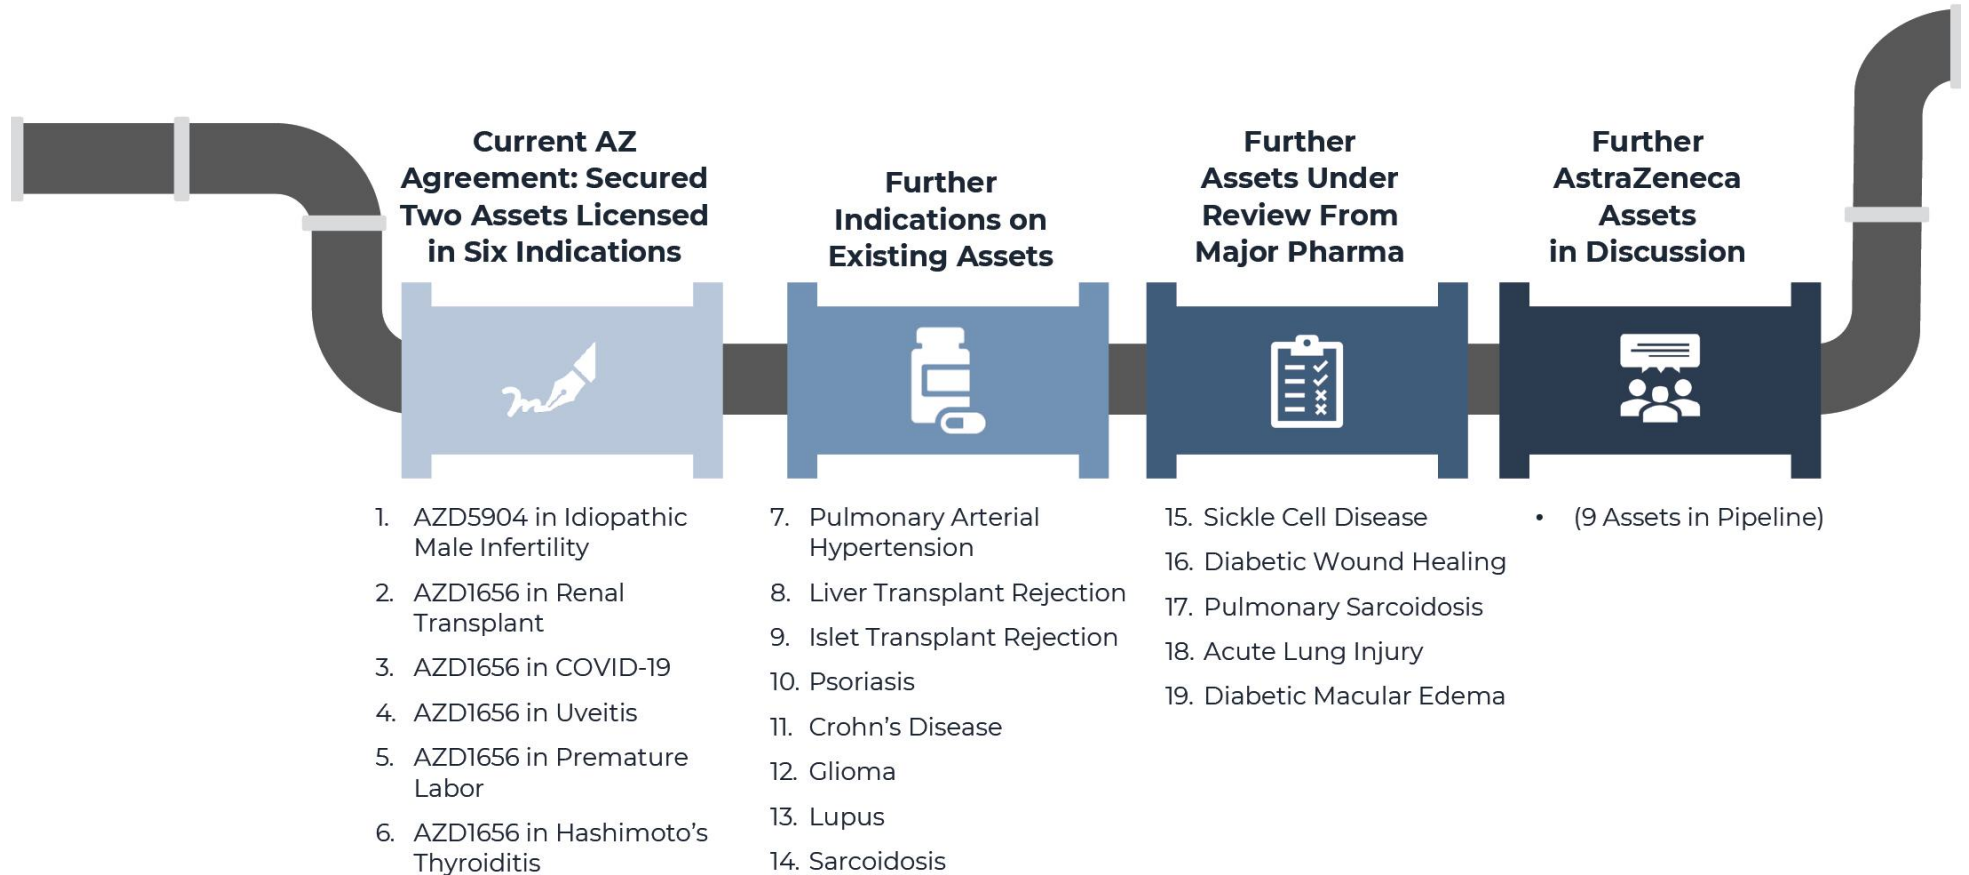 Current AZ
Agreement: Secured
Two Assets Licensed
in Six Indications
1. AZD5904 in Idiopathic
Male Infertility
2. AZD1656 in Renal
Transplant
3. AZD1656 in COVID-19
4. AZD1656 in Uveitis
5. AZD1656 in Premature
Labor
6. AZD1656 in Hashimoto's
Thyroiditis
Further
Indications on
Existing Assets
7. Pulmonary Arterial
Hypertension
8. Liver Transplant Rejection
9. Islet Transplant Rejection
10. Psoriasis
11. Crohn's Disease
12. Glioma
13. Lupus
14. Sarcoidosis
Further
Assets Under
Review From
Major Pharma
15. Sickle Cell Disease
16. Diabetic Wound Healing
17. Pulmonary Sarcoidosis
18. Acute Lung Injury
19. Diabetic Macular Edema
Further
AstraZeneca
Assets
in Discussion
• (9 Assets in Pipeline)